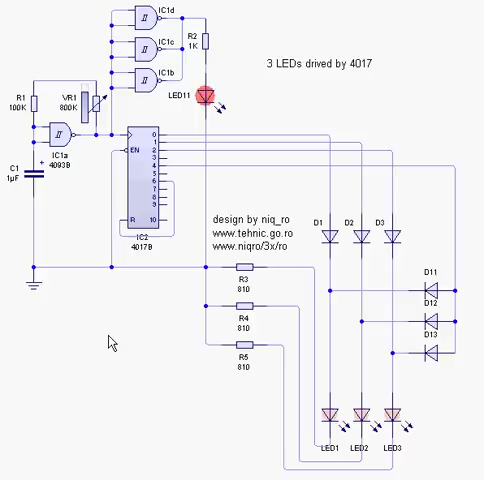 IC1d
IC1c
IC1b
R2
1K
3 LEDs drived by 4017
LED11
R1
100K
VR1
800K
IC1a
4093B
C1
1µF
+
EN
R
0
1
2
3
4
5
6
7
8
9
10
IC2
4017B
design by niq_ro
www.tehnic.go.ro
www.niqro/3x/ro
D1
D2
D3
D11
D12
D13
R3
810
R4
810
R5
810
LED1
LED2
LED3